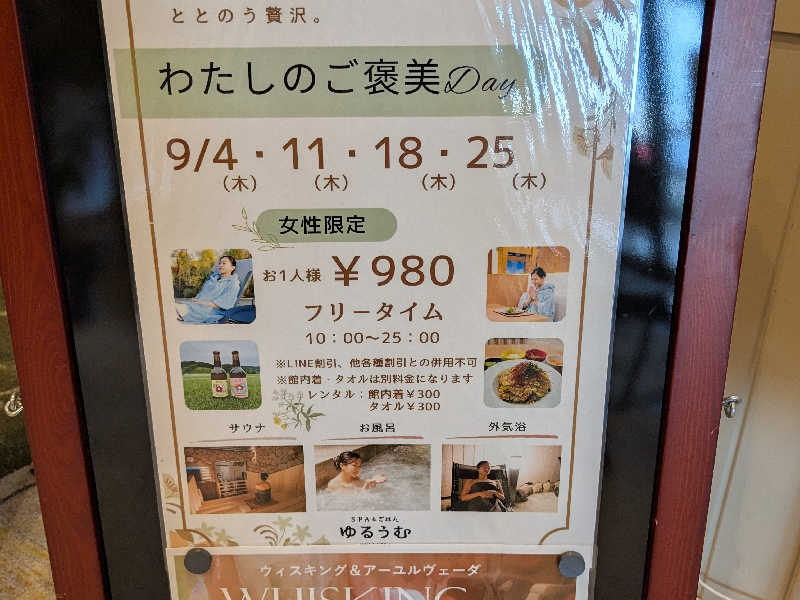 ととのう贅沢。
わたしのご褒美Day
9/4・11・18・25
(木) (木) (木) (木)
女性限定
お1人様 ¥980
フリータイム
10:00〜25:00
※LINE割引、他各種割引との併用不可
※館内着・タオルは別料金になります
レンタル：館内着¥300
タオル¥300
サウナ お風呂 外気浴
SPA&ごはん
ゆるうむ
ウィスキング&アーユルヴェーダ
WHISKING